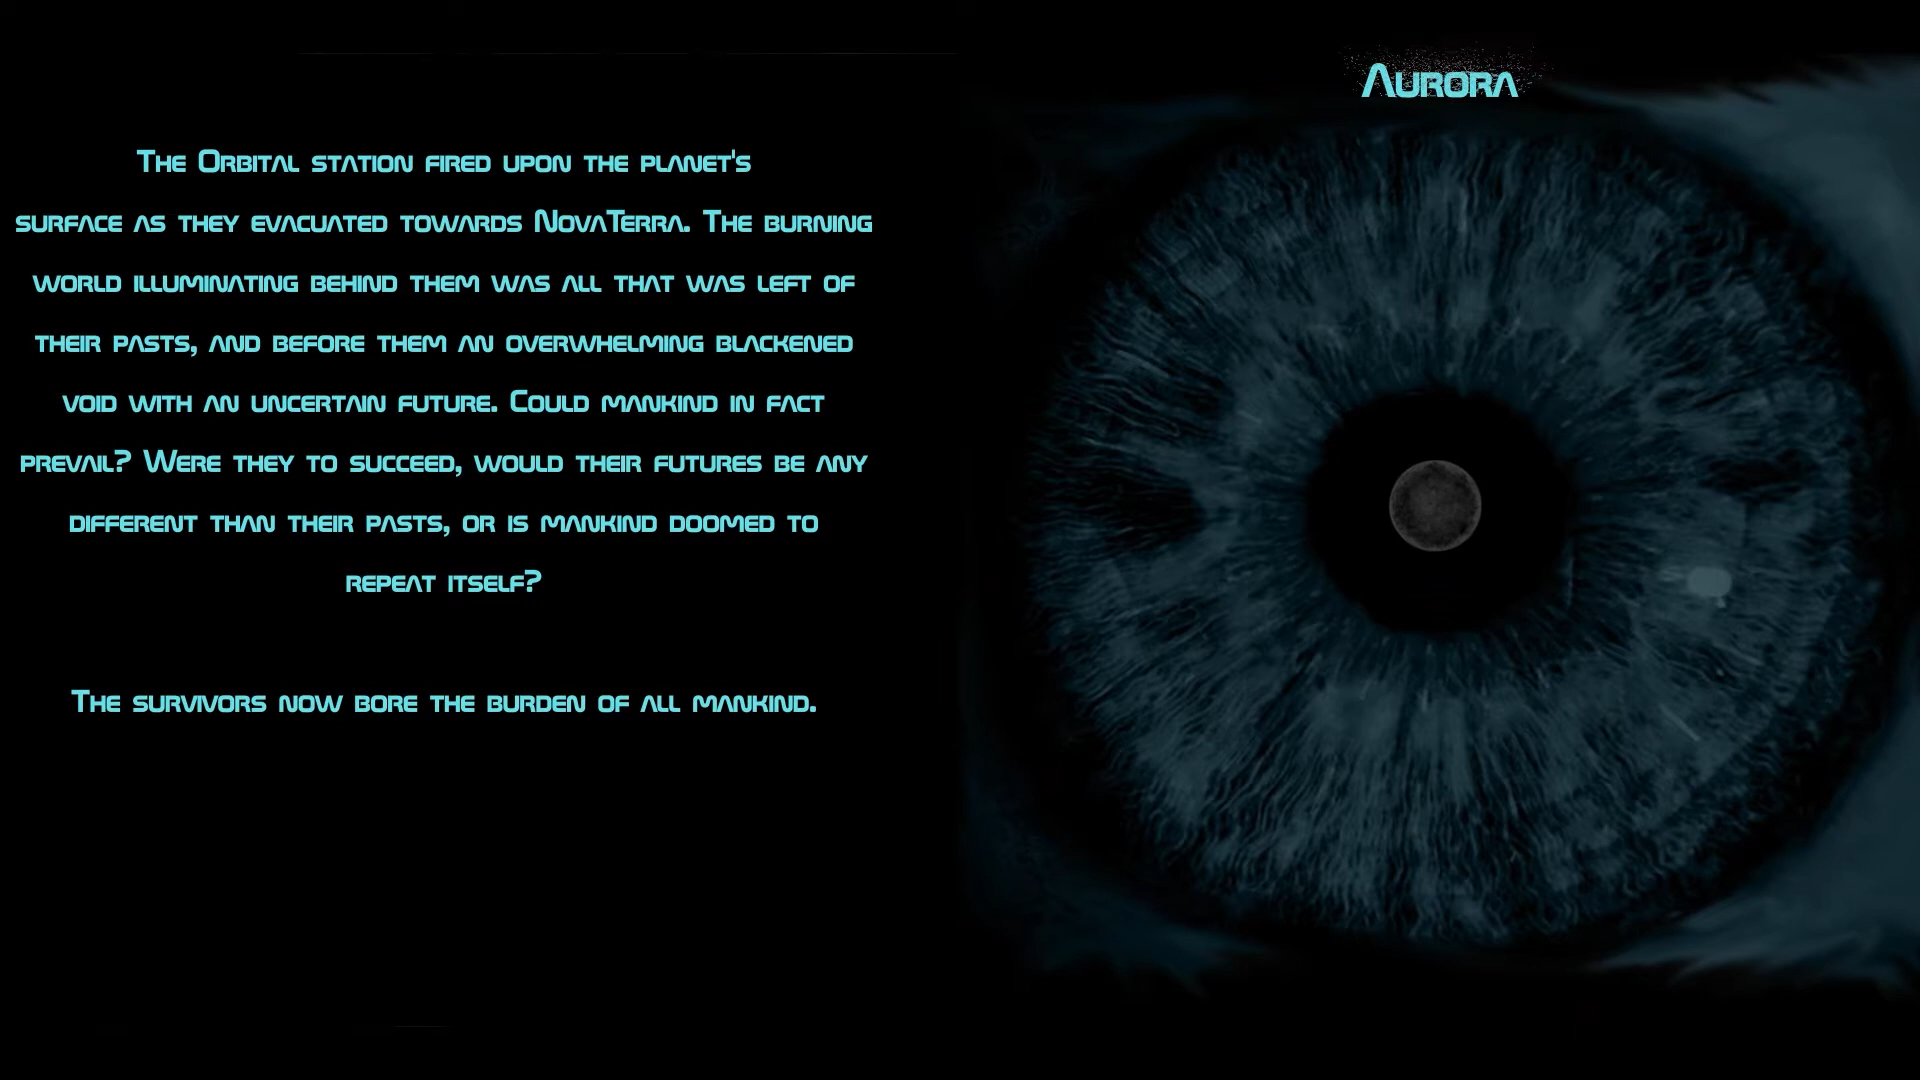 Aurora
The Orbital station fired upon the planet's
surface as they evacuated towards NovaTerra. The burning
world illuminating behind them was all that was left of
their pasts, and before them an overwhelming blackened
void with an uncertain future. Could mankind in fact
prevail? Were they to succeed, would their futures be any
different than their pasts, or is mankind doomed to
repeat itself?
The survivors now bore the burden of all mankind.